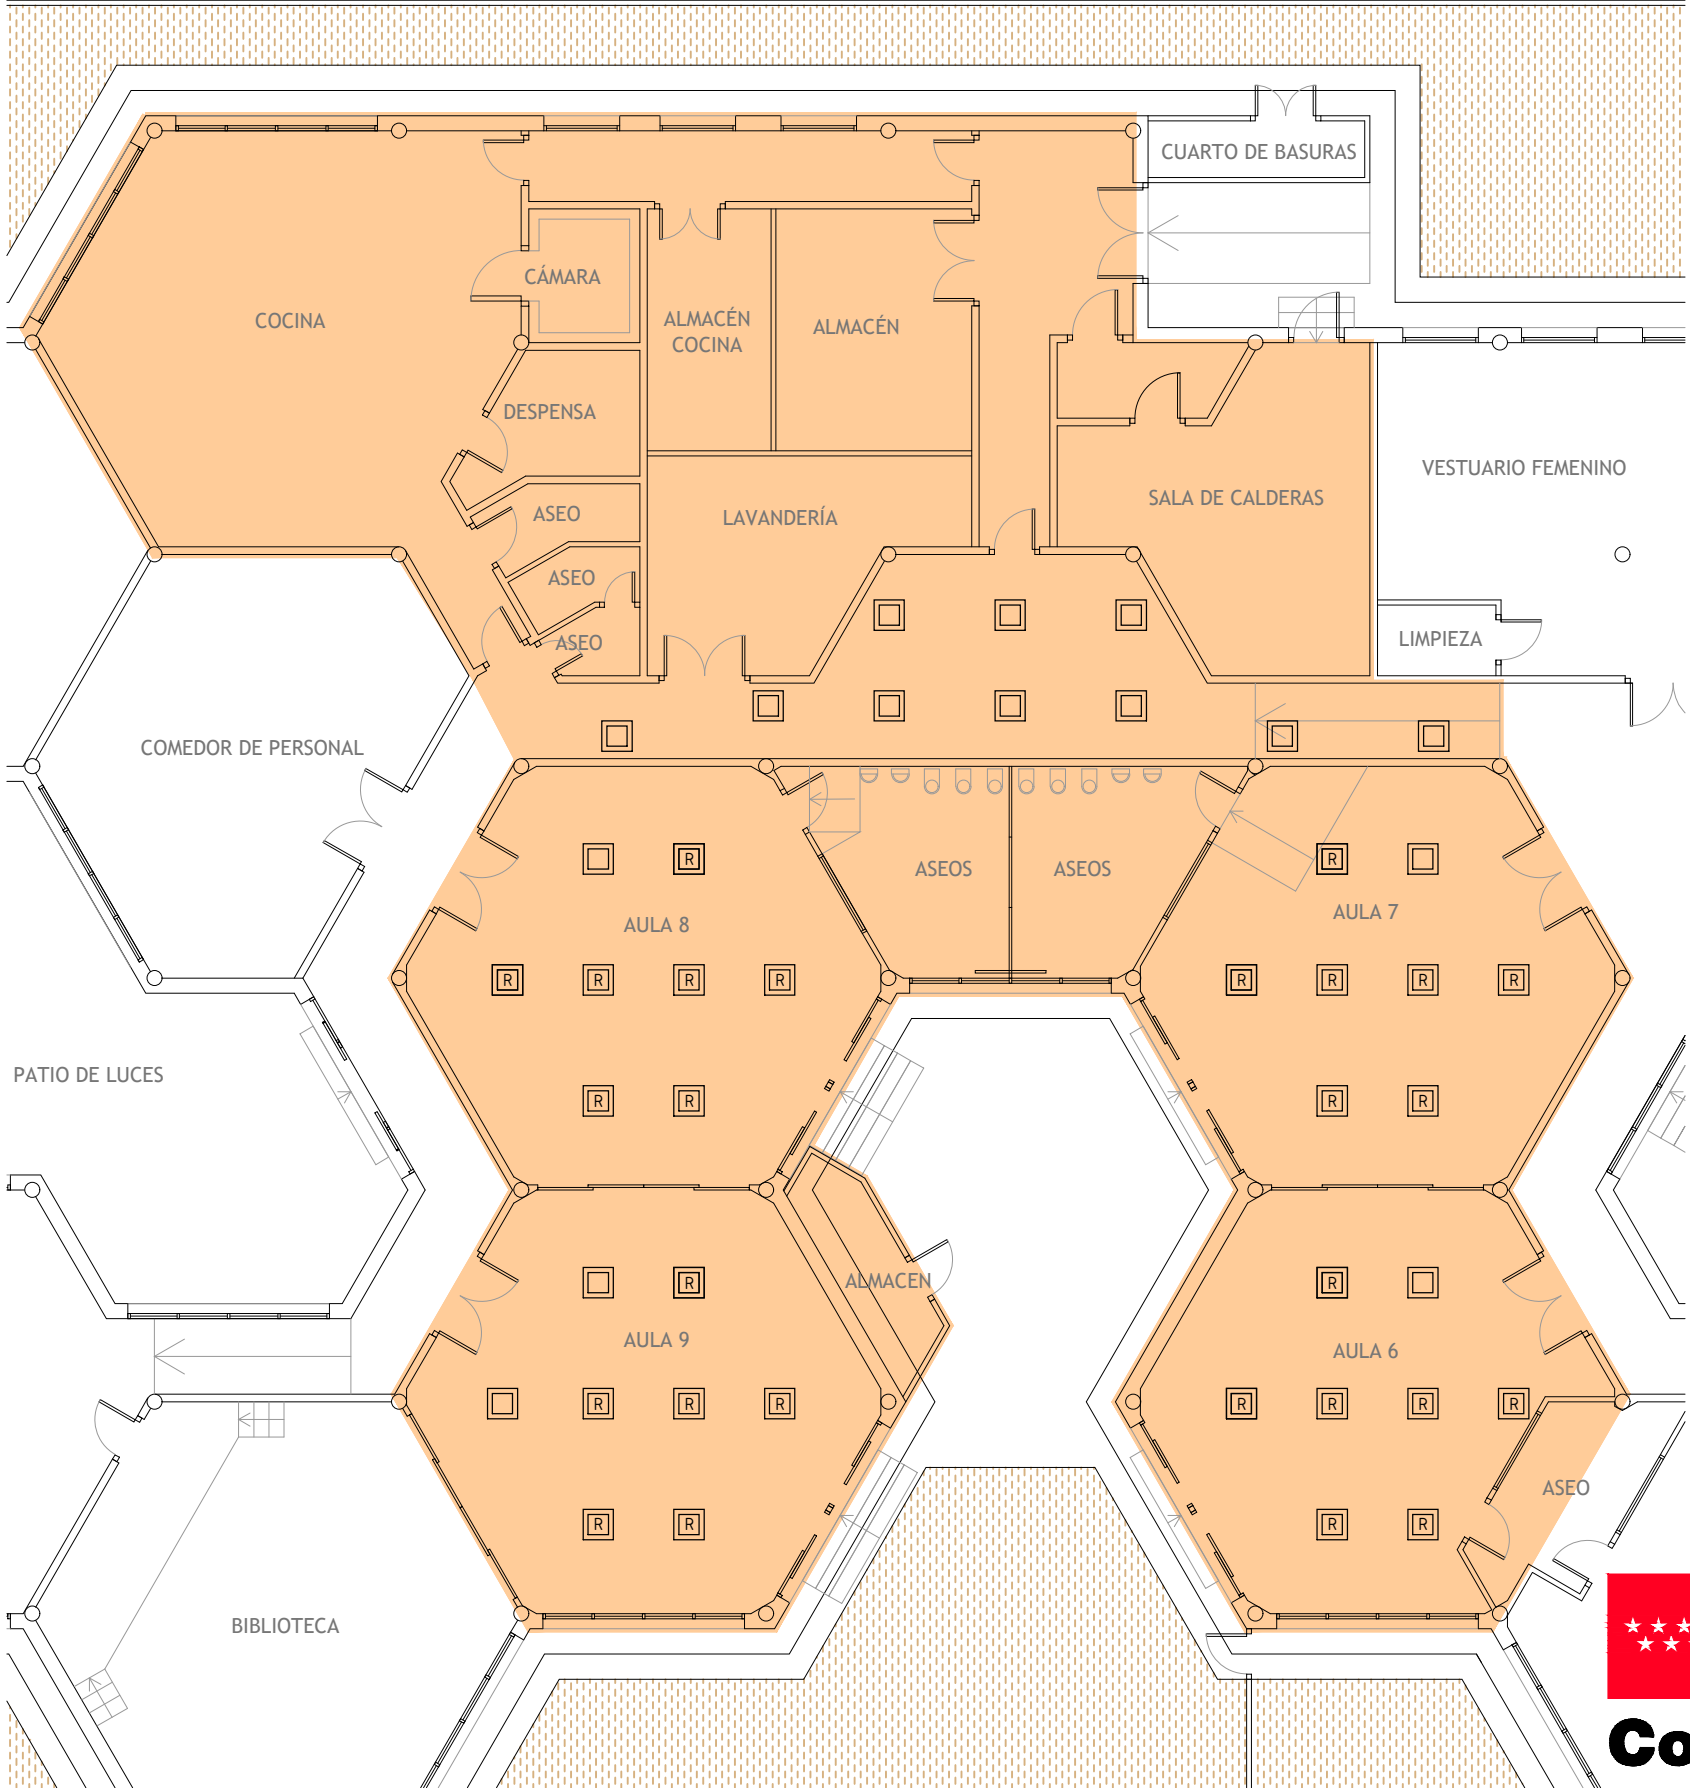 CUARTO DE BASURAS
CÁMARA
COCINA
ALMACÉN
COCINA
ALMACÉN
DESPENSA
VESTUARIO FEMENINO
SALA DE CALDERAS
ASEO
LAVANDERÍA
ASEO
ASEO
LIMPIEZA
COMEDOR DE PERSONAL
R
R
ASEOS
ASEOS
AULA 8
AULA 7
R
R
R
R
R
R
R
R
PATIO DE LUCES
R
R
R
R
ALMACEN
R
R
AULA 9
AULA 6
R
R
R
R
R
R
R
ASEO
R
R
R
R
BIBLIOTECA
Co